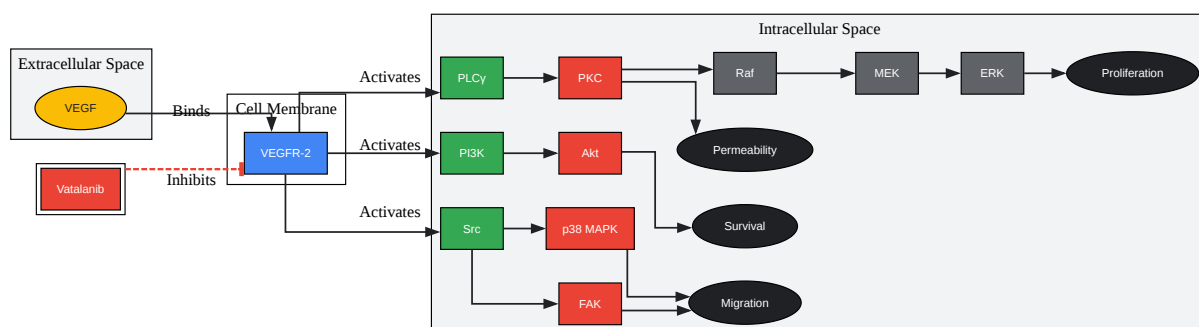 Intracellular Space
Extracellular Space
VEGF
Binds
Cell Membrane
VEGFR-2
Vatalanib
Inhibits
Activates
PLCγ
PKC
Raf
MEK
ERK
Proliferation
Permeability
Activates
PI3K
Akt
Survival
Activates
Src
p38 MAPK
FAK
Migration